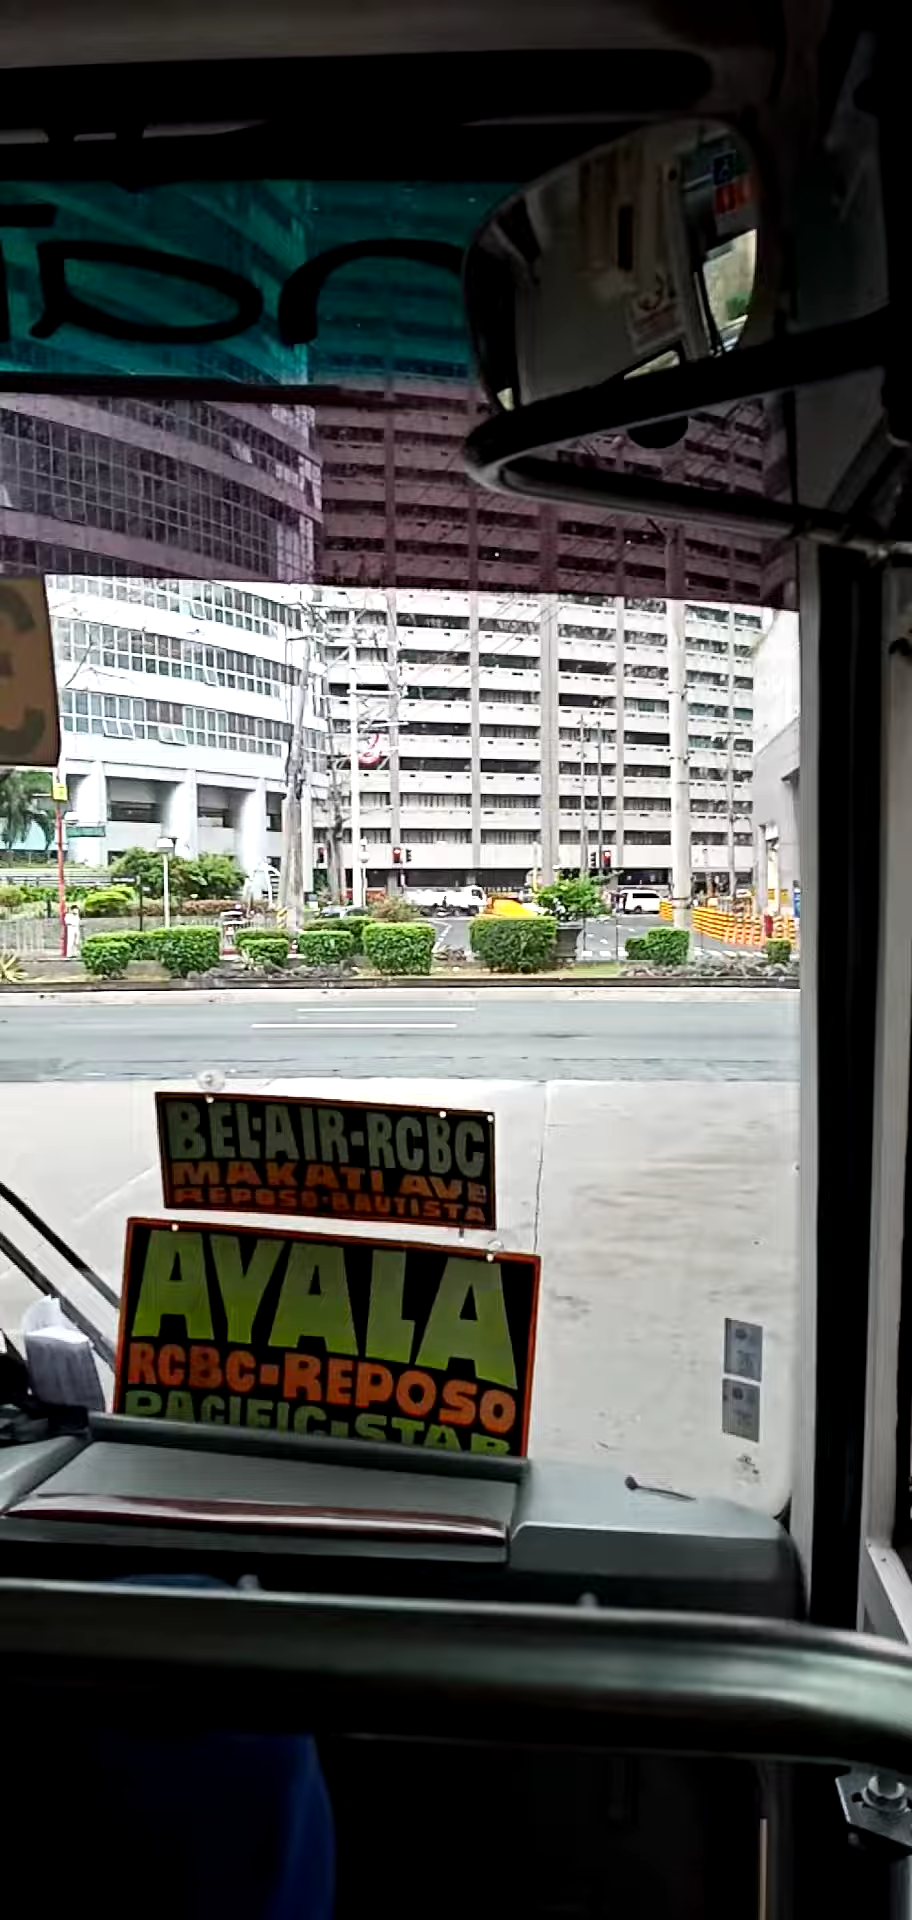 BEL-AIR-RCBC
MAKATI AVE
REPOSO-BAUTISTA
AYALA
RCBC-REPOSO
PACIFIC-STAR